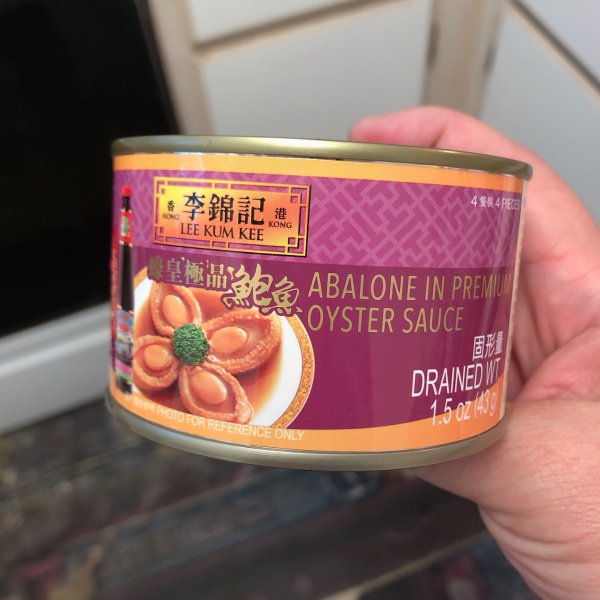 4 隻裝 4 PIECES
香 李錦記 港
HONG KONG
LEE KUM KEE
蠔皇極品鮑魚
ABALONE IN PREMIUM
OYSTER SAUCE
固形量
DRAINED WT.
1.5 oz (43 g)
PHOTO FOR REFERENCE ONLY